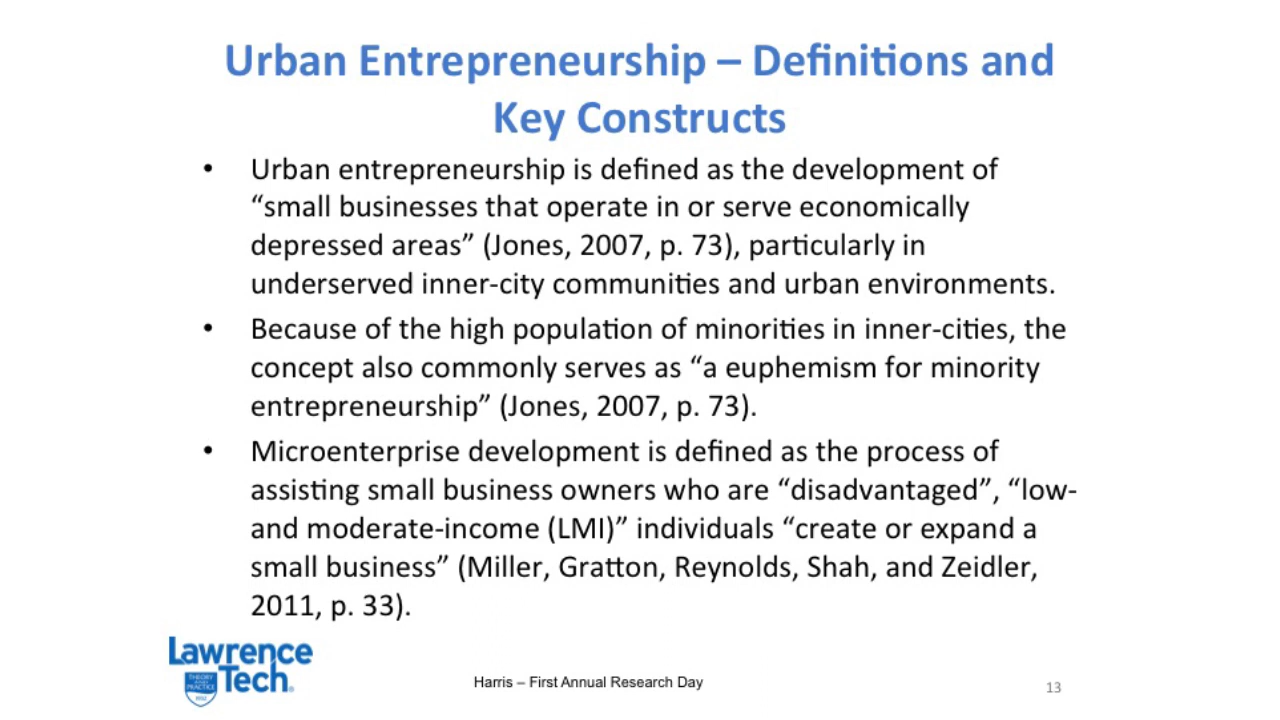 Urban Entrepreneurship – Definitions and
Key Constructs
• Urban entrepreneurship is defined as the development of
“small businesses that operate in or serve economically
depressed areas” (Jones, 2007, p. 73), particularly in
underserved inner-city communities and urban environments.
• Because of the high population of minorities in inner-cities, the
concept also commonly serves as “a euphemism for minority
entrepreneurship” (Jones, 2007, p. 73).
• Microenterprise development is defined as the process of
assisting small business owners who are “disadvantaged”, “low-
and moderate-income (LMI)” individuals “create or expand a
small business” (Miller, Gratton, Reynolds, Shah, and Zeidler,
2011, p. 33).
Lawrence
Tech
THEORY
AND
PRACTICE
1932
Harris – First Annual Research Day
13